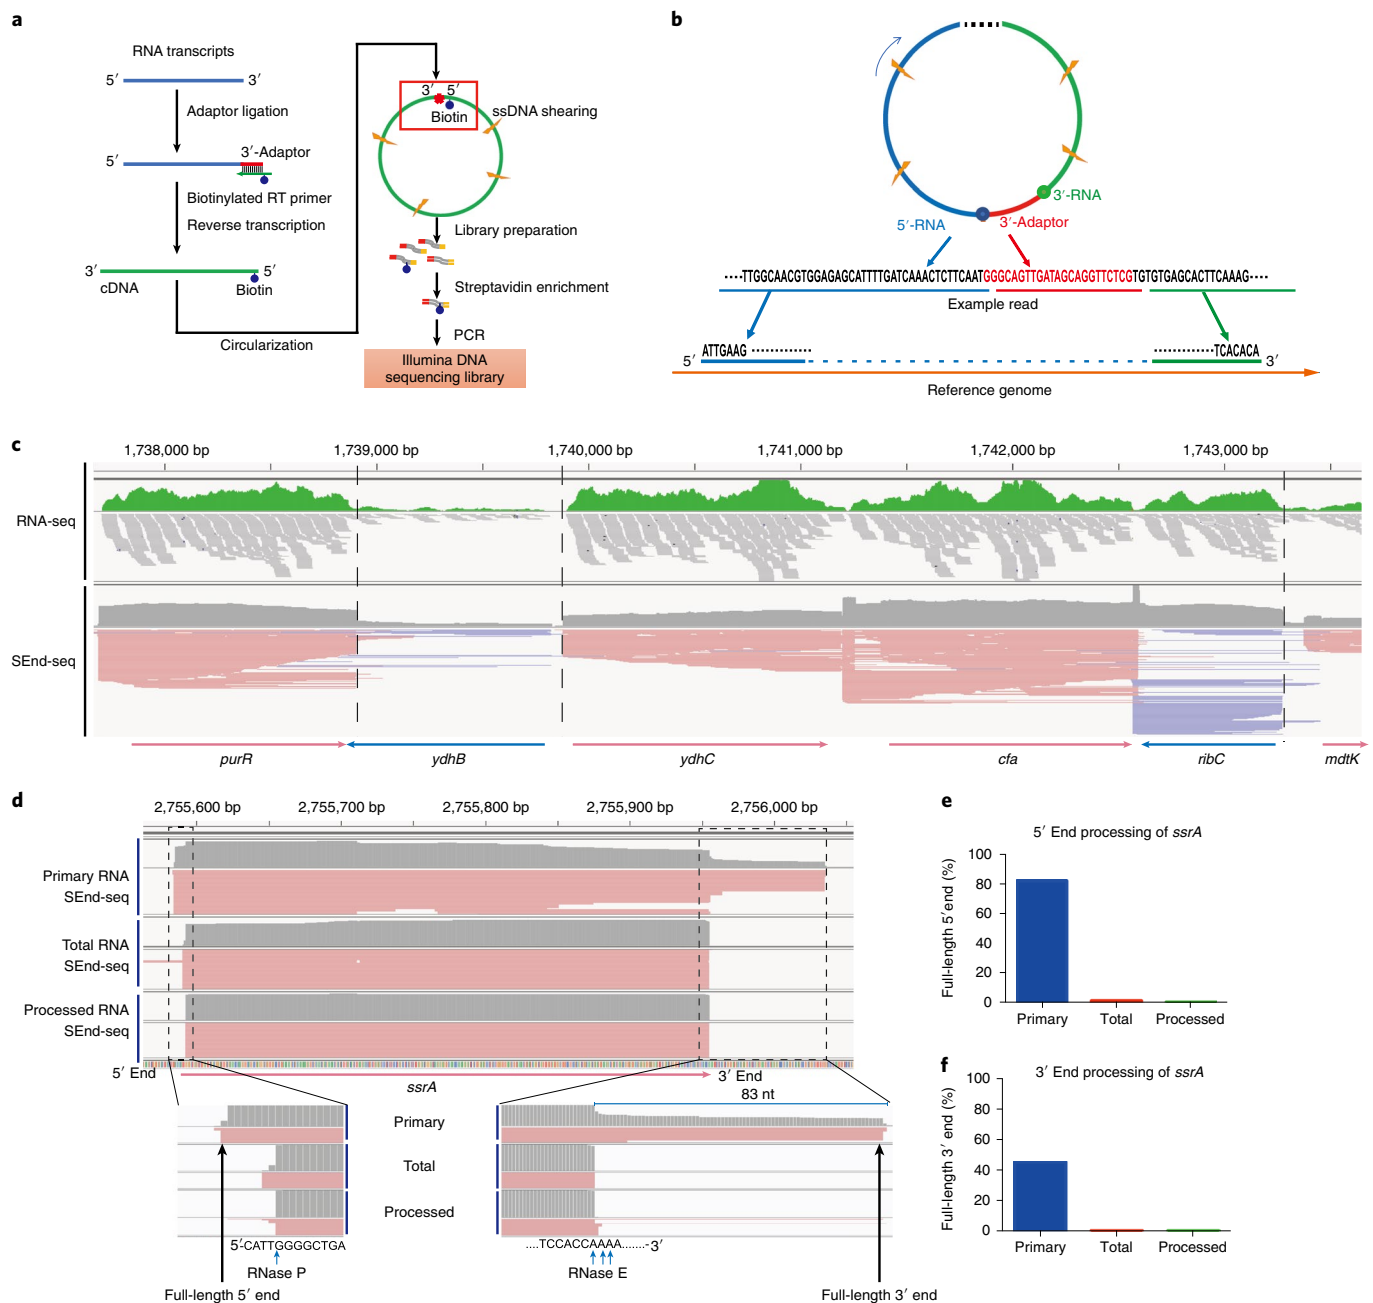 a
RNA transcripts
5′ 3′
Adaptor ligation
5′ 3′-Adaptor
Biotinylated RT primer
Reverse transcription
3′ 5′
cDNA Biotin
Circularization
3′ 5′
Biotin
ssDNA shearing
Library preparation
Streptavidin enrichment
PCR
Illumina DNA
sequencing library
b
3′-RNA
5′-RNA 3′-Adaptor
····TTGGCAACGTGGAGAGCATTTTGATCAAACTCTTCAATGGGCAGTTGATAGCAGGTTCTCGTGTGTGAGCACTTCAAAG····
Example read
ATTGAAG ············ ············TCACACA
5′ 3′
Reference genome
c
1,738,000 bp 1,739,000 bp 1,740,000 bp 1,741,000 bp 1,742,000 bp 1,743,000 bp
RNA-seq
SEnd-seq
purR ydhB ydhC cfa ribC mdtK
d
2,755,600 bp 2,755,700 bp 2,755,800 bp 2,755,900 bp 2,756,000 bp
Primary RNA
SEnd-seq
Total RNA
SEnd-seq
Processed RNA
SEnd-seq
5′ End ssrA 3′ End
83 nt
Primary
Total
Processed
5′-CATTGGGGCTGA ....TCCACCAAAA.......-3′
RNase P RNase E
Full-length 5′ end Full-length 3′ end
e
5′ End processing of ssrA
Full-length 5′ end (%)
100
80
60
40
20
0
Primary Total Processed
f
3′ End processing of ssrA
Full-length 3′ end (%)
100
80
60
40
20
0
Primary Total Processed